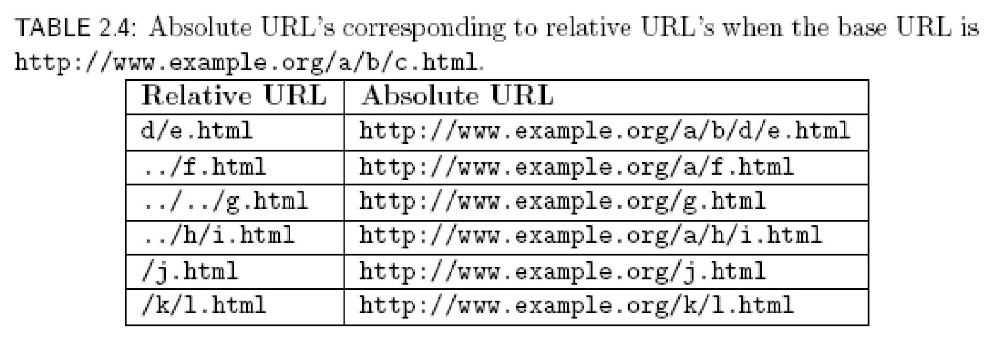 TABLE 2.4: Absolute URL's corresponding to relative URL's when the base URL is
http://www.example.org/a/b/c.html.
Relative URL Absolute URL
d/e.html http://www.example.org/a/b/d/e.html
../f.html http://www.example.org/a/f.html
../../g.html http://www.example.org/g.html
../h/i.html http://www.example.org/a/h/i.html
/j.html http://www.example.org/j.html
/k/l.html http://www.example.org/k/l.html